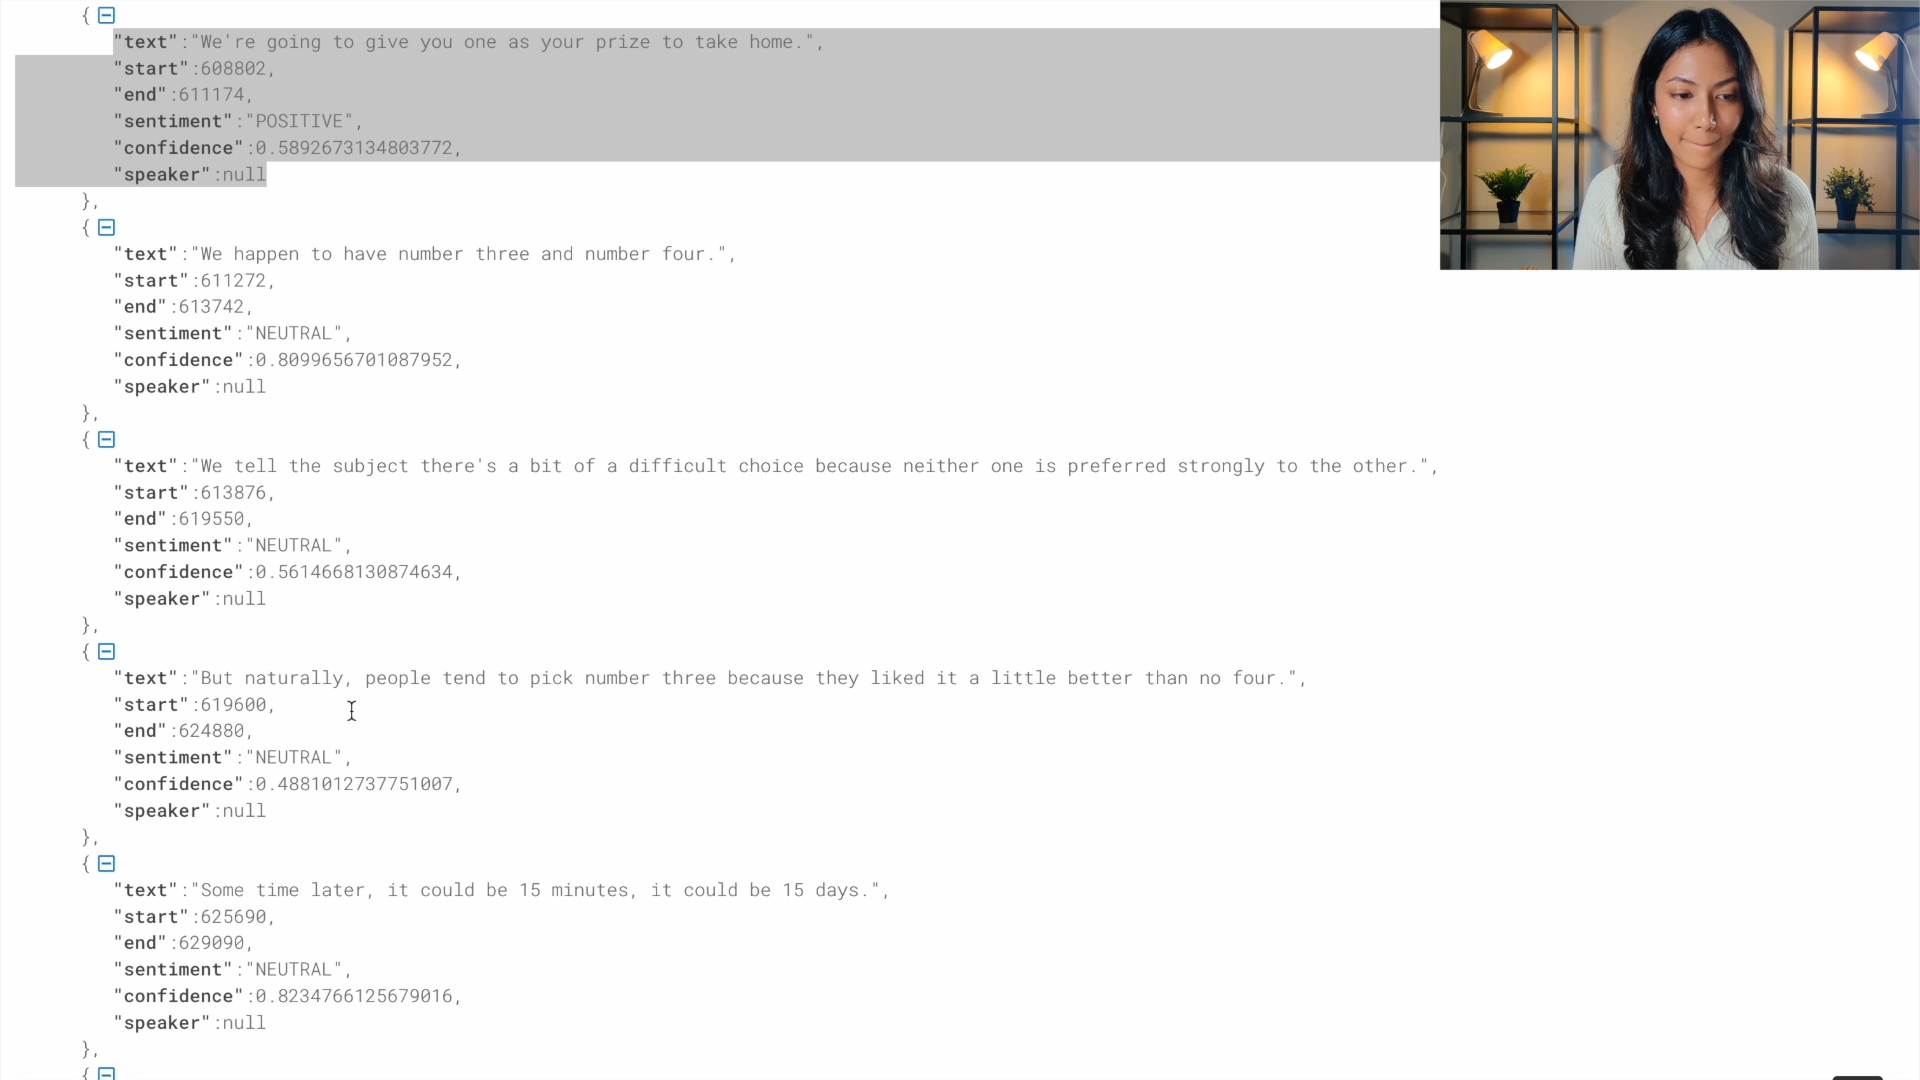 {
"text":"We're going to give you one as your prize to take home.",
"start":608802,
"end":611174,
"sentiment":"POSITIVE",
"confidence":0.5892673134803772,
"speaker":null
},
{
"text":"We happen to have number three and number four.",
"start":611272,
"end":613742,
"sentiment":"NEUTRAL",
"confidence":0.8099656701087952,
"speaker":null
},
{
"text":"We tell the subject there's a bit of a difficult choice because neither one is preferred strongly to the other.",
"start":613876,
"end":619550,
"sentiment":"NEUTRAL",
"confidence":0.5614668130874634,
"speaker":null
},
{
"text":"But naturally, people tend to pick number three because they liked it a little better than no four.",
"start":619600,
"end":624880,
"sentiment":"NEUTRAL",
"confidence":0.4881012737751007,
"speaker":null
},
{
"text":"Some time later, it could be 15 minutes, it could be 15 days.",
"start":625690,
"end":629090,
"sentiment":"NEUTRAL",
"confidence":0.8234766125679016,
"speaker":null
},
{